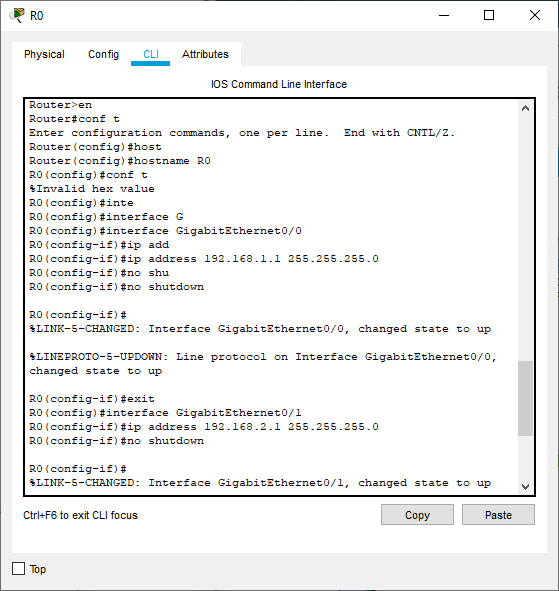 R0
Physical Config CLI Attributes
IOS Command Line Interface
Router>en
Router#conf t
Enter configuration commands, one per line.  End with CNTL/Z.
Router(config)#host
Router(config)#hostname R0
R0(config)#conf t
%Invalid hex value
R0(config)#inte
R0(config)#interface G
R0(config)#interface GigabitEthernet0/0
R0(config-if)#ip add
R0(config-if)#ip address 192.168.1.1 255.255.255.0
R0(config-if)#no shu
R0(config-if)#no shutdown
R0(config-if)#
%LINK-5-CHANGED: Interface GigabitEthernet0/0, changed state to up
%LINEPROTO-5-UPDOWN: Line protocol on Interface GigabitEthernet0/0,
changed state to up
R0(config-if)#exit
R0(config)#interface GigabitEthernet0/1
R0(config-if)#ip address 192.168.2.1 255.255.255.0
R0(config-if)#no shutdown
R0(config-if)#
%LINK-5-CHANGED: Interface GigabitEthernet0/1, changed state to up
Ctrl+F6 to exit CLI focus Copy Paste
Top